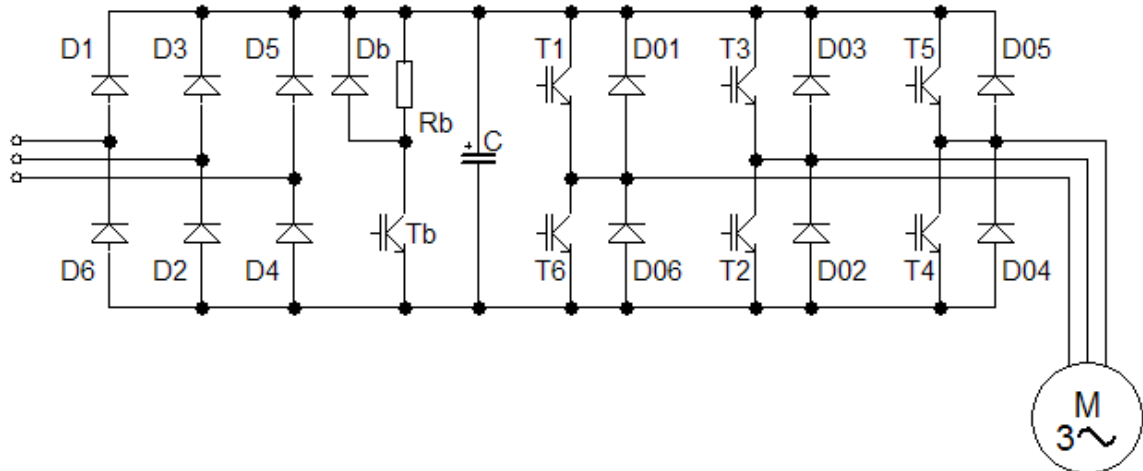 D1 D3 D5 Db T1 D01 T3 D03 T5 D05
Rb
+ C
Tb
D6 D2 D4 T6 D06 T2 D02 T4 D04
M
3~